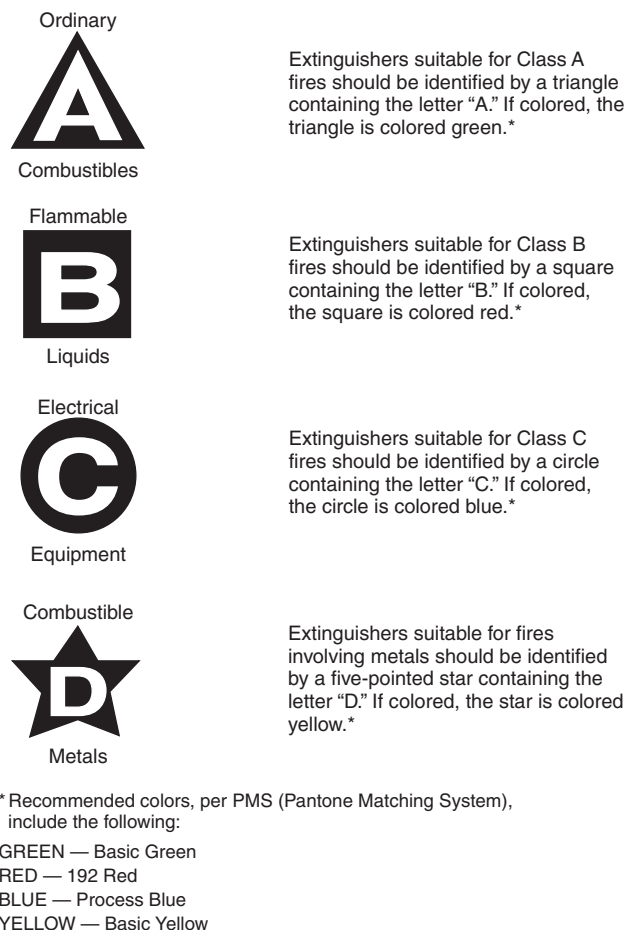 Ordinary
A
Combustibles
Extinguishers suitable for Class A
fires should be identified by a triangle
containing the letter “A.” If colored, the
triangle is colored green.*
Flammable
B
Liquids
Extinguishers suitable for Class B
fires should be identified by a square
containing the letter “B.” If colored,
the square is colored red.*
Electrical
C
Equipment
Extinguishers suitable for Class C
fires should be identified by a circle
containing the letter “C.” If colored,
the circle is colored blue.*
Combustible
D
Metals
Extinguishers suitable for fires
involving metals should be identified
by a five-pointed star containing the
letter “D.” If colored, the star is colored
yellow.*
* Recommended colors, per PMS (Pantone Matching System),
include the following:
GREEN — Basic Green
RED — 192 Red
BLUE — Process Blue
YELLOW — Basic Yellow